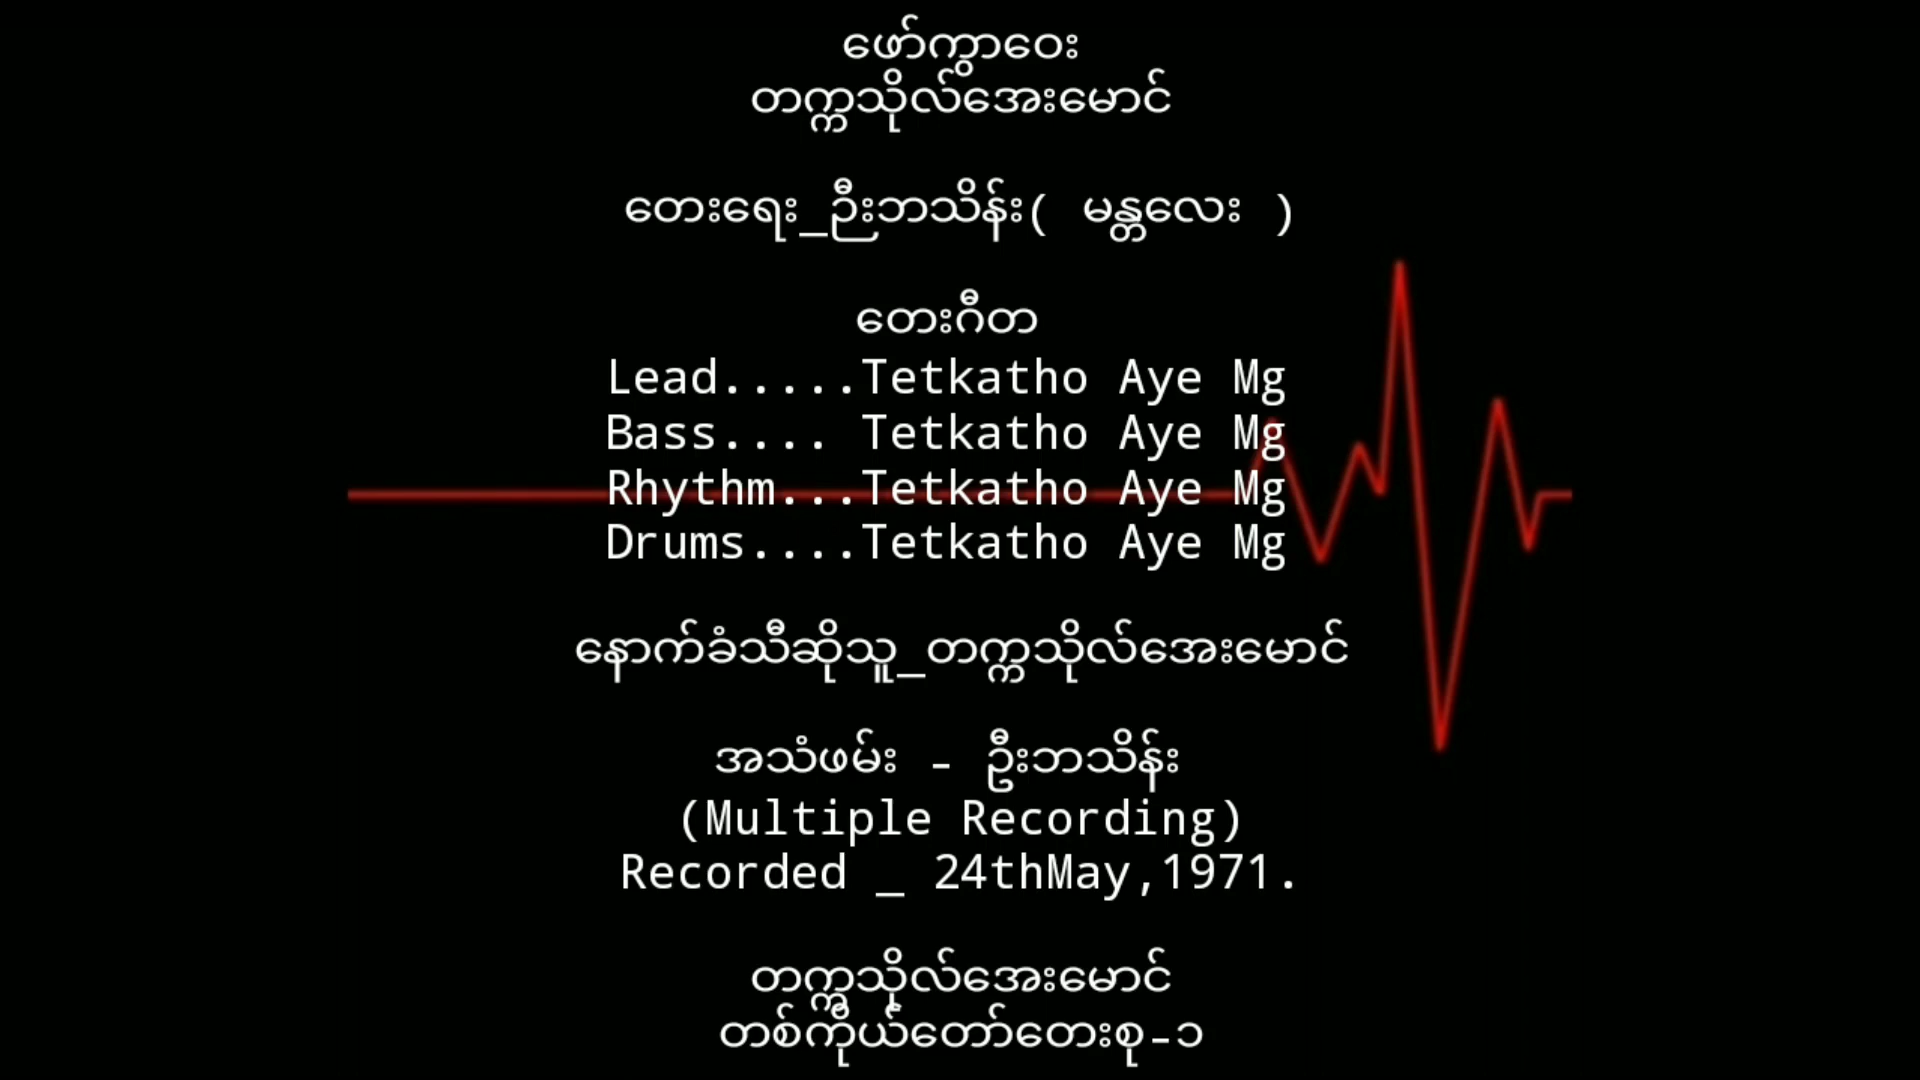 ဖော်ကွာဝေး
တက္ကသိုလ်အေးမောင်
တေးရေး_ဦးဘသိန်း( မန္တလေး )
တေးဂီတ
Lead.....Tetkatho Aye Mg
Bass.... Tetkatho Aye Mg
Rhythm...Tetkatho Aye Mg
Drums....Tetkatho Aye Mg
နောက်ခံသီဆိုသူ_တက္ကသိုလ်အေးမောင်
အသံဖမ်း - ဦးဘသိန်း
(Multiple Recording)
Recorded _ 24thMay,1971.
တက္ကသိုလ်အေးမောင်
တစ်ကိုယ်တော်တေးစု-၁